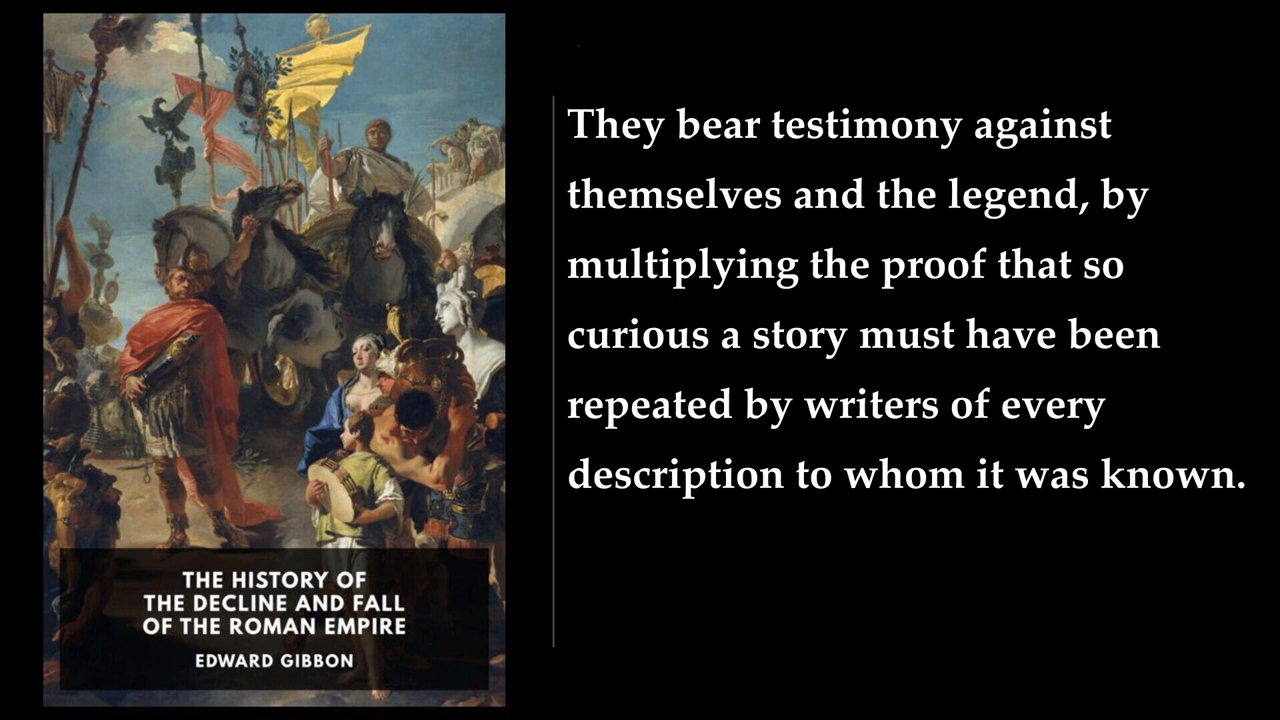 They bear testimony against
themselves and the legend, by
multiplying the proof that so
curious a story must have been
repeated by writers of every
description to whom it was known.
THE HISTORY OF
THE DECLINE AND FALL
OF THE ROMAN EMPIRE
EDWARD GIBBON